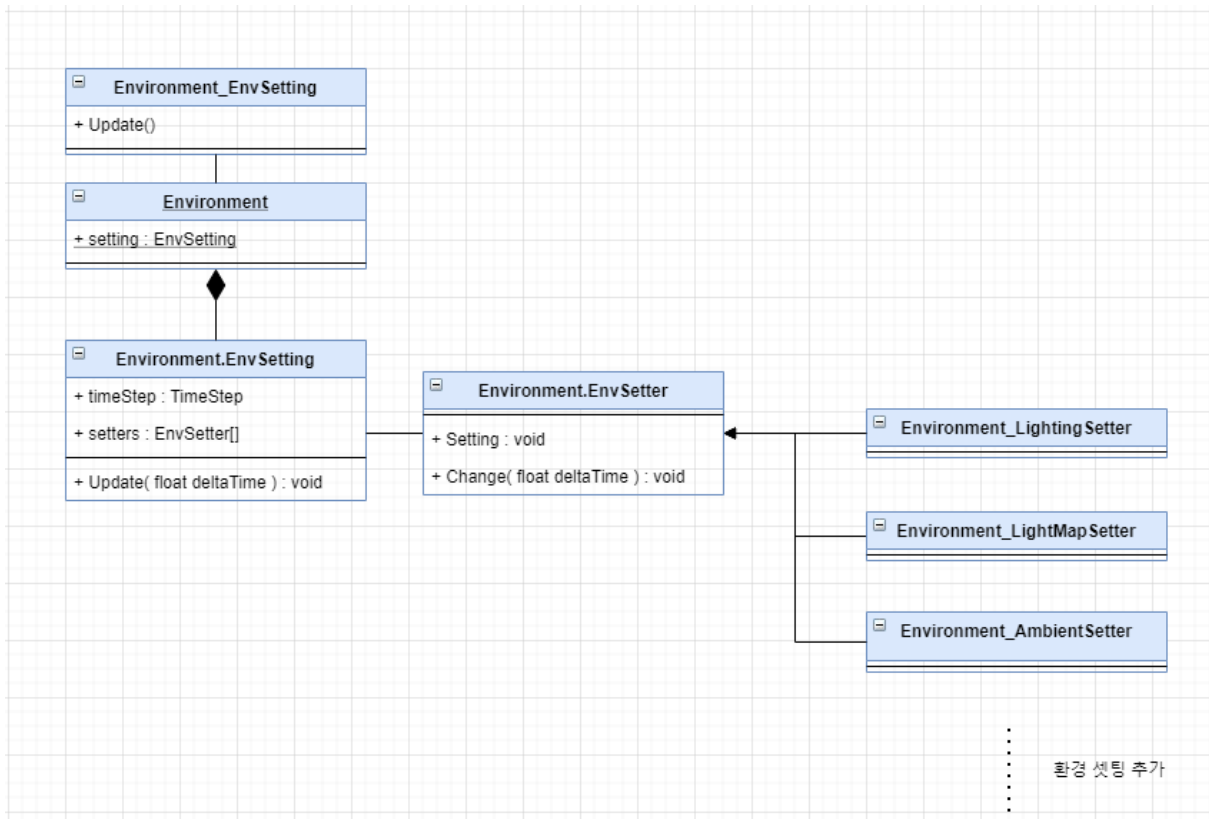 Environment_EnvSetting
+ Update()
Environment
+ setting : EnvSetting
Environment.EnvSetting
+ timeStep : TimeStep
+ setters : EnvSetter[]
+ Update( float deltaTime ) : void
Environment.EnvSetter
+ Setting : void
+ Change( float deltaTime ) : void
Environment_LightingSetter
Environment_LightMapSetter
Environment_AmbientSetter
환경 셋팅 추가